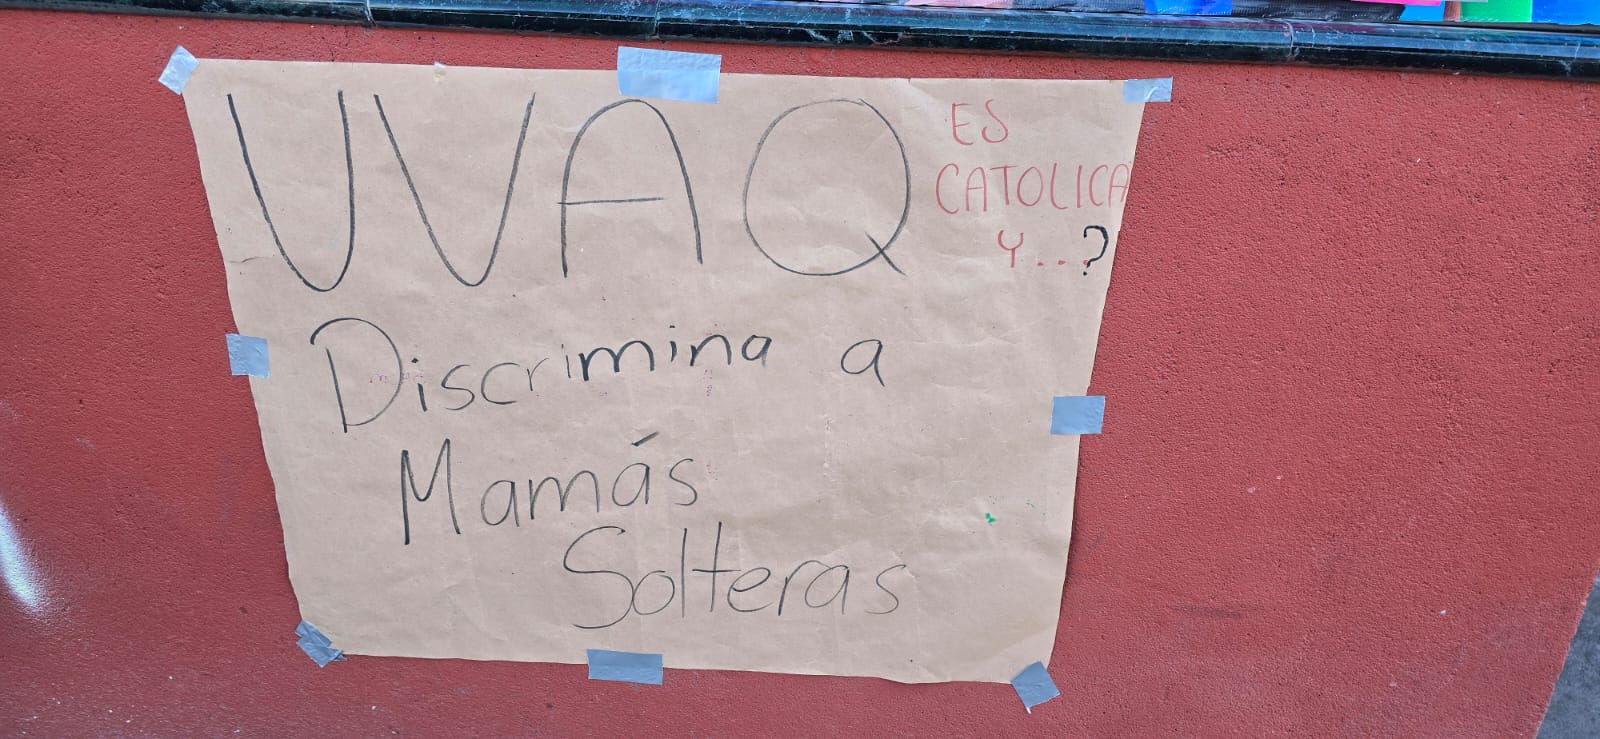 UVAQ
ES
CATOLICA
Y...?
Discrimina a
Mamás
Solteras